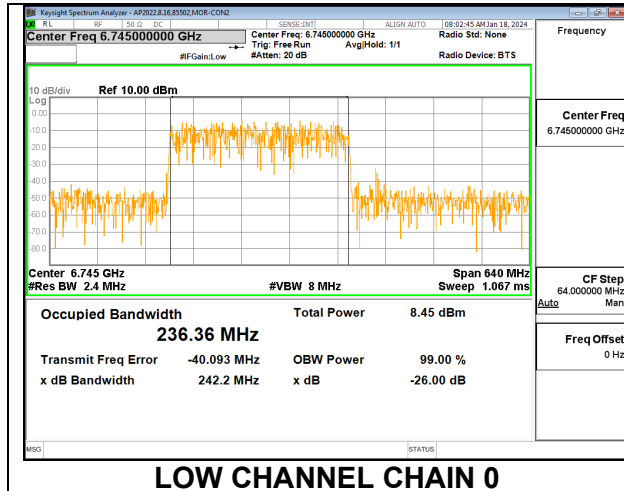 Keysight Spectrum Analyzer - AP2022.8.16,85502,MOR-CON2
RL RF 50 Ω DC SENSE:INT ALIGN AUTO 08:02:45 AM Jan 18, 2024
Center Freq 6.745000000 GHz
Center Freq: 6.745000000 GHz Radio Std: None
Trig: Free Run Avg|Hold: 1/1
#IFGain:Low #Atten: 20 dB Radio Device: BTS
Frequency
10 dB/div Ref 10.00 dBm
Log
0.00
-10.0
-20.0
-30.0
-40.0
-50.0
-60.0
-70.0
-80.0
Center 6.745 GHz Span 640 MHz
#Res BW 2.4 MHz #VBW 8 MHz Sweep 1.067 ms
Occupied Bandwidth Total Power 8.45 dBm
236.36 MHz
Transmit Freq Error -40.093 MHz OBW Power 99.00 %
x dB Bandwidth 242.2 MHz x dB -26.00 dB
Center Freq
6.745000000 GHz
CF Step
64.000000 MHz
Auto Man
Freq Offset
0 Hz
MSG STATUS
LOW CHANNEL CHAIN 0